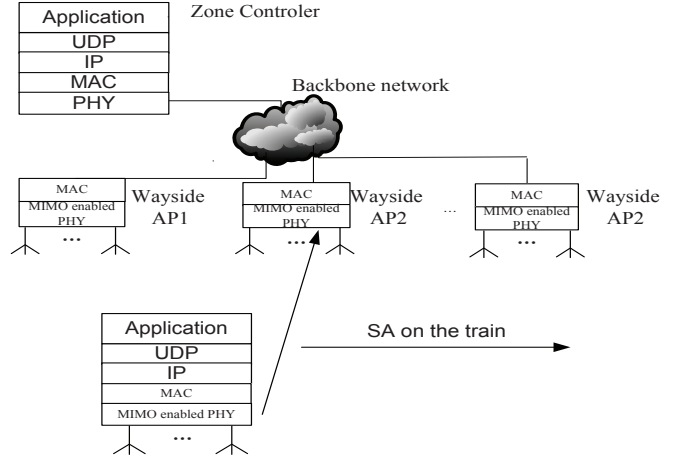 Application
Zone Controler
UDP
IP
MAC
PHY
Backbone network
MAC
MIMO enabled
PHY
...
Wayside
AP1
MAC
MIMO enabled
PHY
...
Wayside
AP2
...
MAC
MIMO enabled
PHY
...
Wayside
AP2
Application
UDP
IP
MAC
MIMO enabled PHY
...
SA on the train